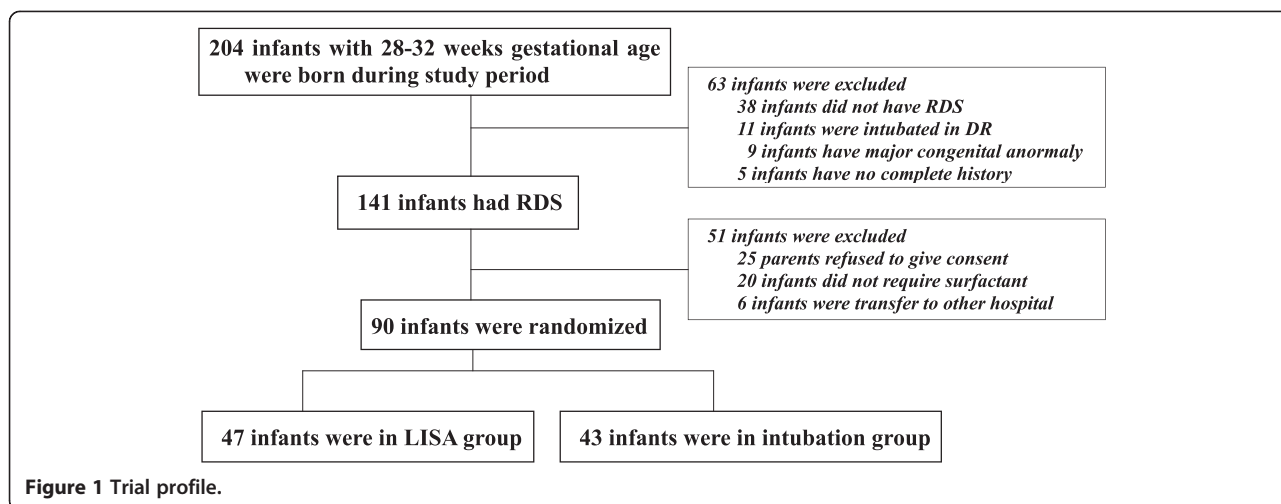 204 infants with 28-32 weeks gestational age
were born during study period
63 infants were excluded
38 infants did not have RDS
11 infants were intubated in DR
9 infants have major congenital anormaly
5 infants have no complete history
141 infants had RDS
51 infants were excluded
25 parents refused to give consent
20 infants did not require surfactant
6 infants were transfer to other hospital
90 infants were randomized
47 infants were in LISA group
43 infants were in intubation group
Figure 1 Trial profile.